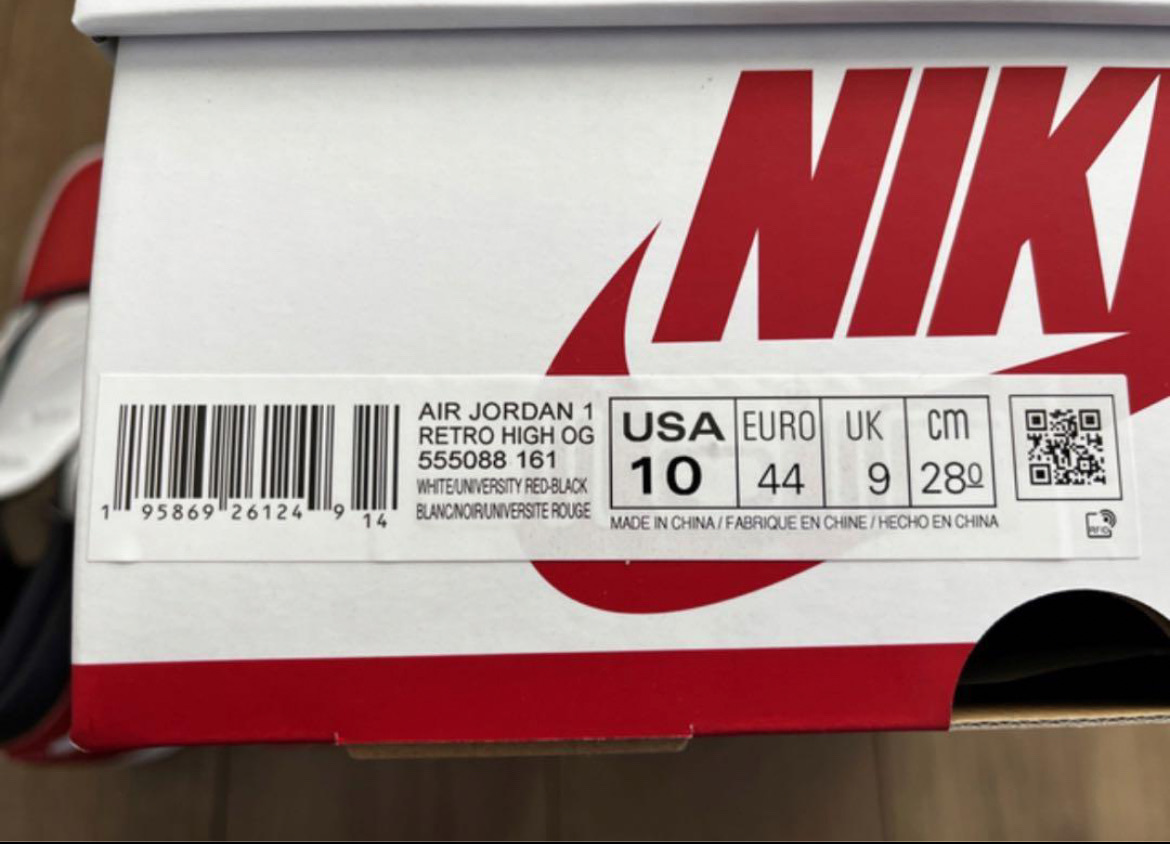 NIK
AIR JORDAN 1
RETRO HIGH OG
555088 161
WHITE/UNIVERSITY RED-BLACK
BLANC/NOIR/UNIVERSITE ROUGE
1 95869 26124 9 14
USA EURO UK cm
10 44 9 280
MADE IN CHINA / FABRIQUE EN CHINE / HECHO EN CHINA
RFID